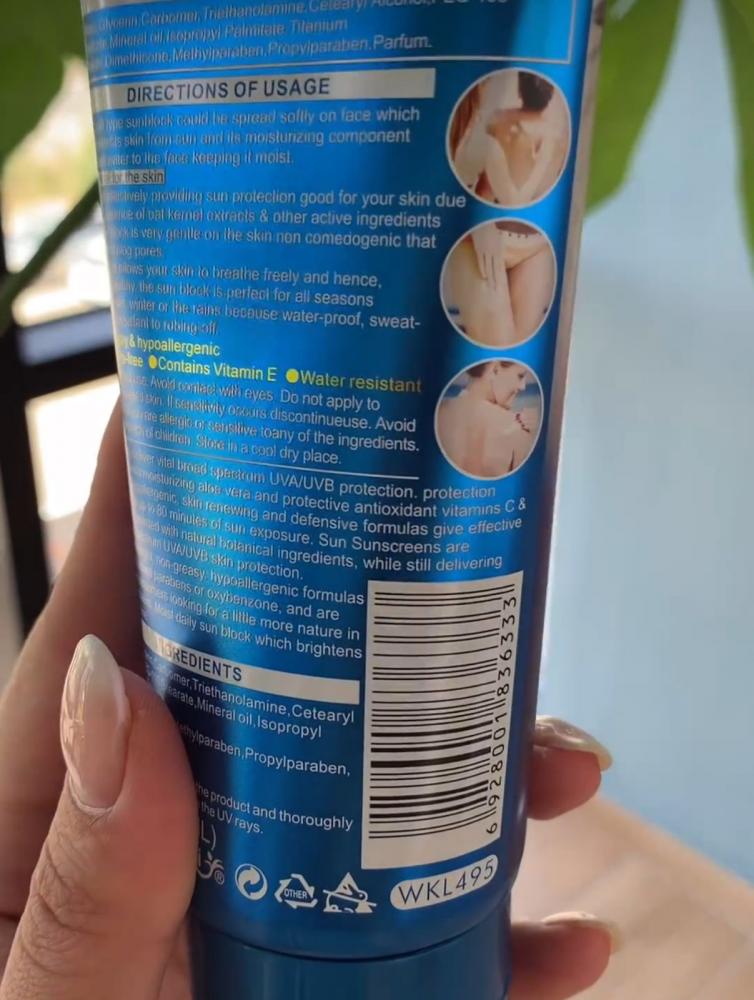 Glycerin,Carbomer,Triethanolamine,Cetearyl Alcohol,PEG-100
Mineral oil,Isopropyl Palmitate, Titanium
Dimethicone,Methylparaben,Propylparaben,Parfum.
DIRECTIONS OF USAGE
type sunblock could be spread softly on face which
skin from sun and its moisturizing component
water to the face keeping it moist.
for the skin
providing sun protection good for your skin due
of oat kernel extracts & other active ingredients
is very gentle on the skin non comedogenic that
pores.
your skin to breathe freely and hence,
the sun block is perfect for all seasons
winter or the rains because water-proof, sweat-
to rubing off.
& hypoallergenic
●Contains Vitamin E ●Water resistant
Avoid contact with eyes. Do not apply to
skin. If sensitivity occurs discontinueuse. Avoid
are allergic or sensitive toany of the ingredients.
of children. Store in a cool dry place.
vital broad spectrum UVA/UVB protection. protection
moisturizing aloe vera and protective antioxidant vitamins C &
skin renewing and defensive formulas give effective
to 80 minutes of sun exposure. Sun Sunscreens are
with natural botanical ingredients, while still delivering
UVA/UVB skin protection.
non-greasy, hypoallergenic formulas
parabens or oxybenzone, and are
looking for a little more nature in
Moist daily sun block which brightens
INGREDIENTS
Triethanolamine,Cetearyl
Mineral oil,Isopropyl
Propylparaben,
the product and thoroughly
the UV rays.
OTHER
WKL495
6928001836333